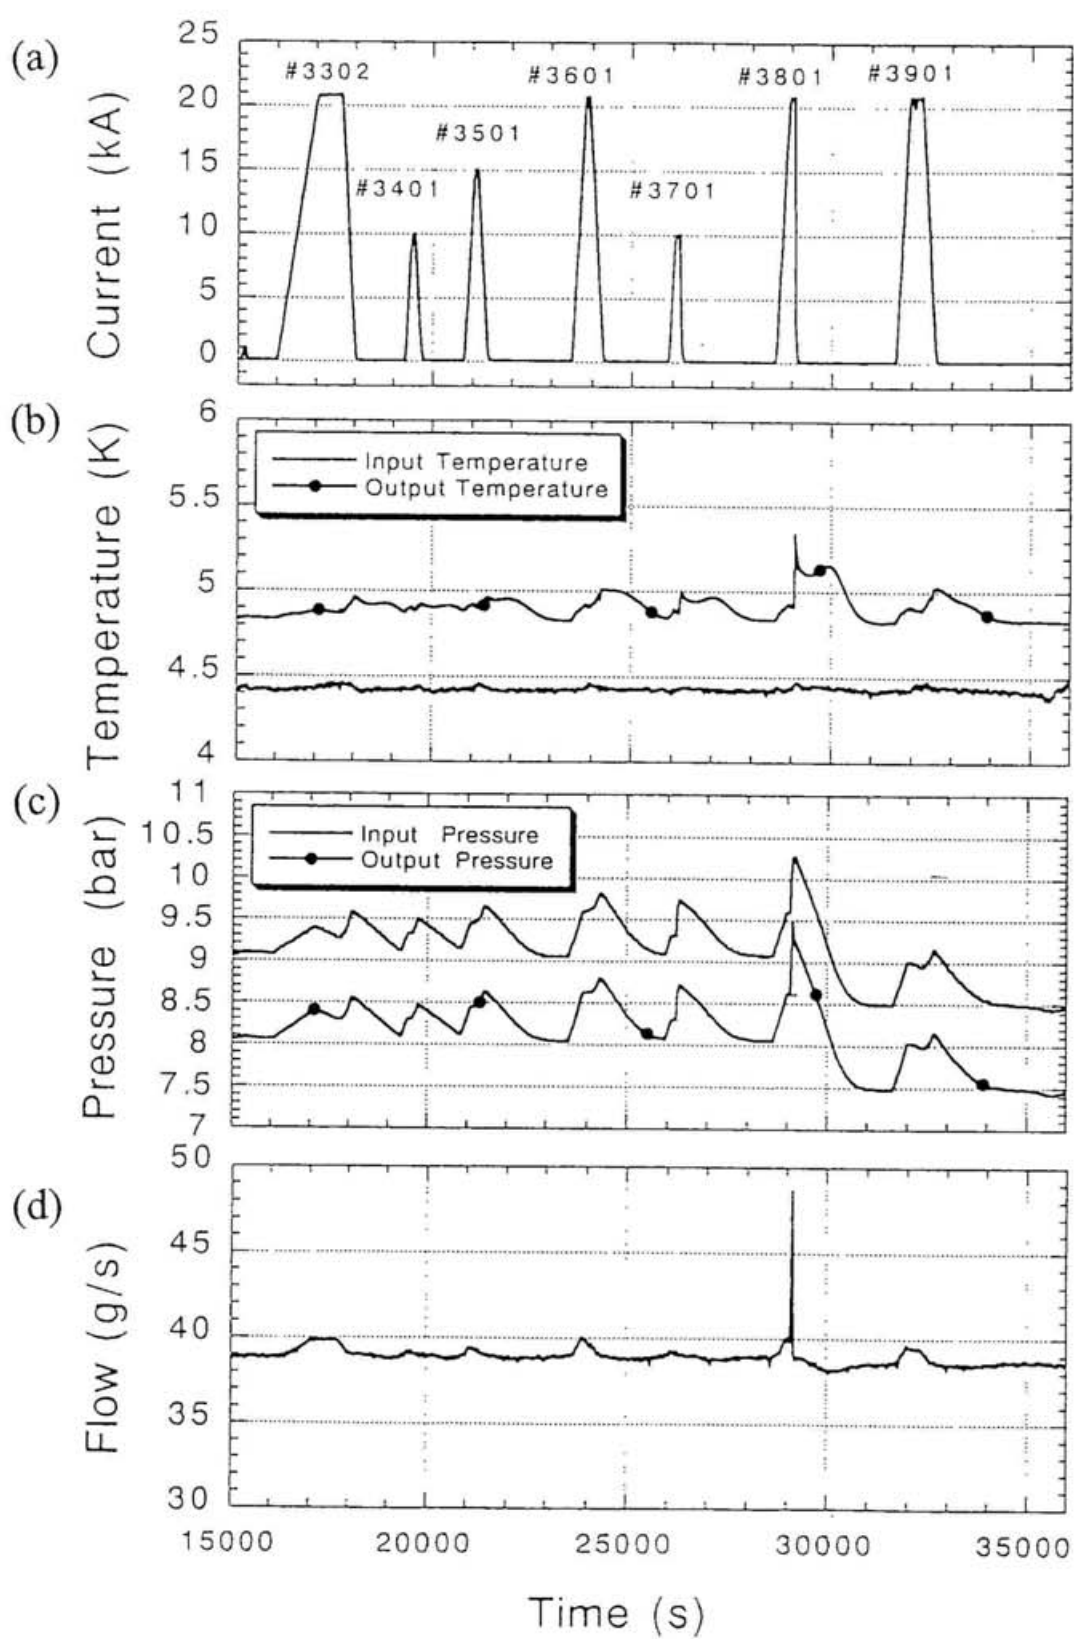 (a)
Current (kA)
25
20
15
10
5
0
#3302
#3401
#3501
#3601
#3701
#3801
#3901
(b)
Temperature (K)
6
5.5
5
4.5
4
Input Temperature
Output Temperature
(c)
Pressure (bar)
11
10.5
10
9.5
9
8.5
8
7.5
7
Input Pressure
Output Pressure
(d)
Flow (g/s)
50
45
40
35
30
15000 20000 25000 30000 35000
Time (s)